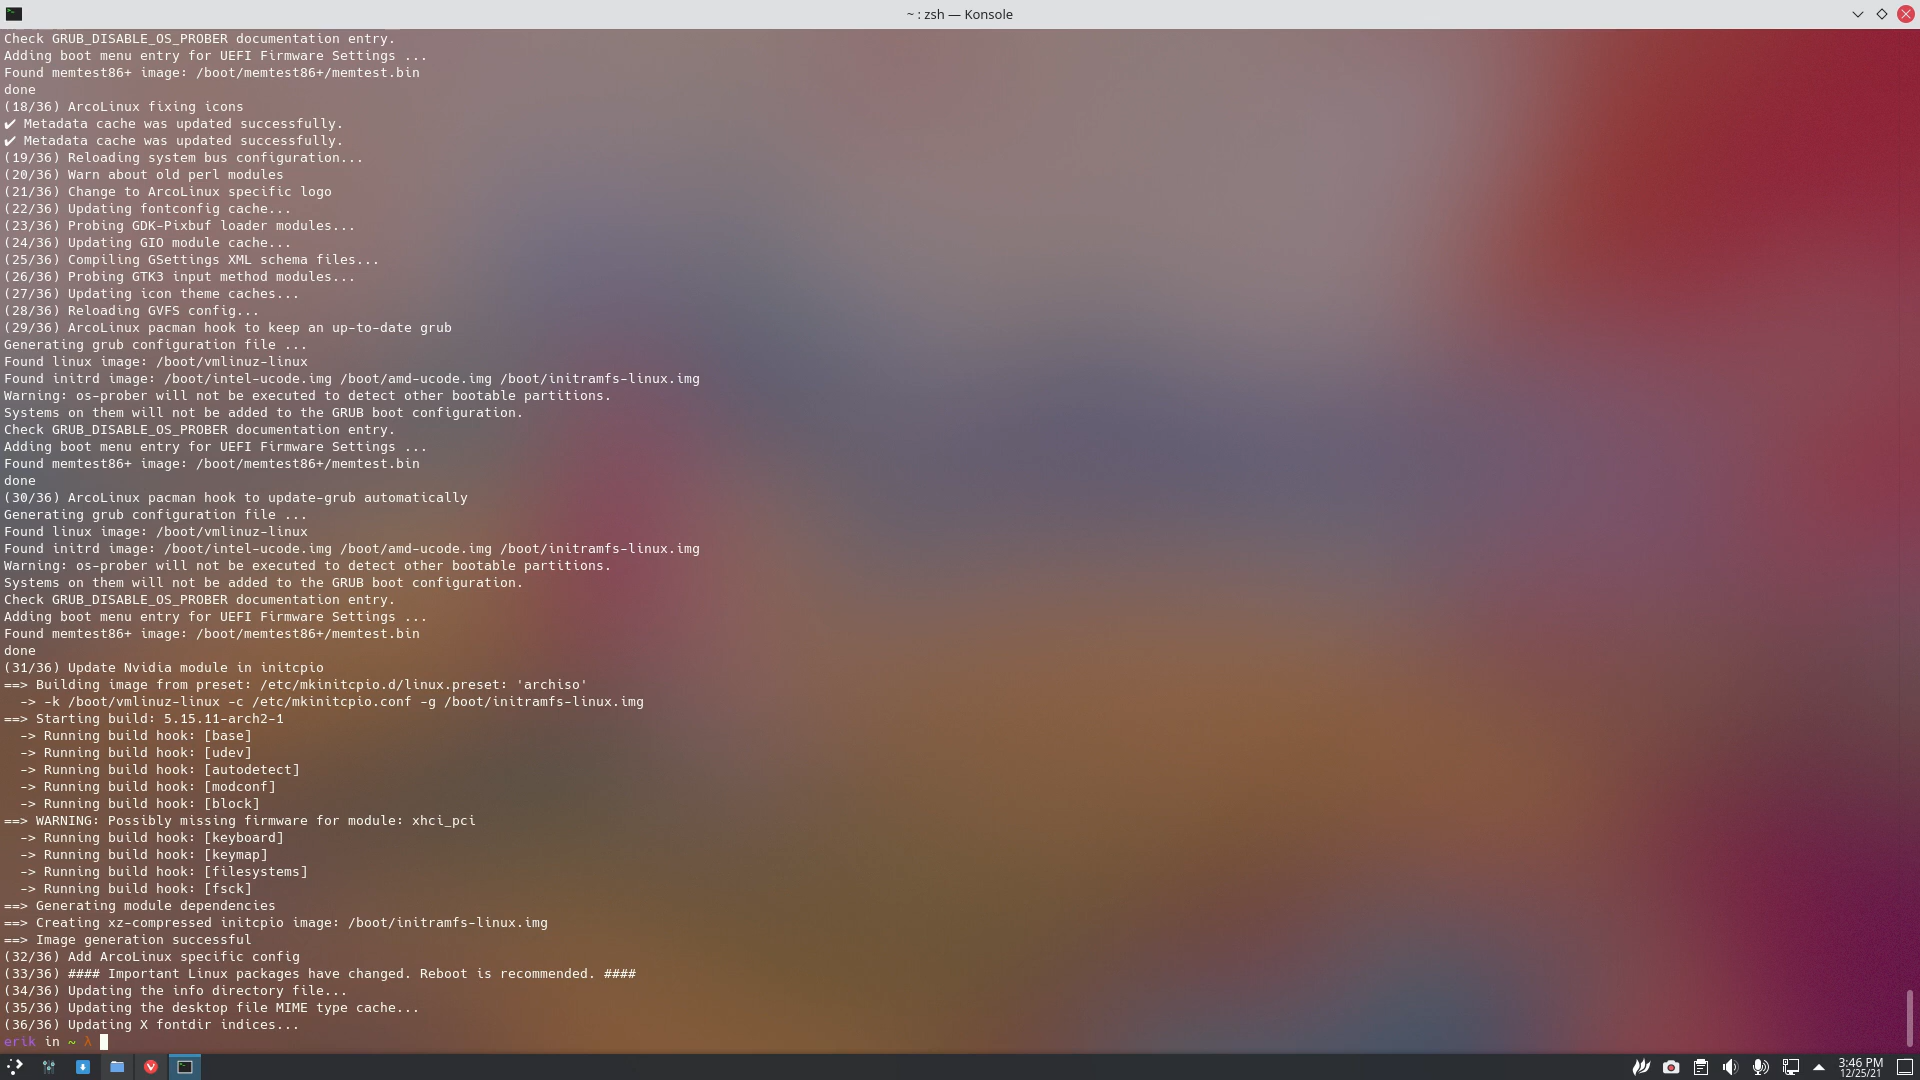 ~ : zsh — Konsole
Check GRUB_DISABLE_OS_PROBER documentation entry.
Adding boot menu entry for UEFI Firmware Settings ...
Found memtest86+ image: /boot/memtest86+/memtest.bin
done
(18/36) ArcoLinux fixing icons
✔ Metadata cache was updated successfully.
✔ Metadata cache was updated successfully.
(19/36) Reloading system bus configuration...
(20/36) Warn about old perl modules
(21/36) Change to ArcoLinux specific logo
(22/36) Updating fontconfig cache...
(23/36) Probing GDK-Pixbuf loader modules...
(24/36) Updating GIO module cache...
(25/36) Compiling GSettings XML schema files...
(26/36) Probing GTK3 input method modules...
(27/36) Updating icon theme caches...
(28/36) Reloading GVFS config...
(29/36) ArcoLinux pacman hook to keep an up-to-date grub
Generating grub configuration file ...
Found linux image: /boot/vmlinuz-linux
Found initrd image: /boot/intel-ucode.img /boot/amd-ucode.img /boot/initramfs-linux.img
Warning: os-prober will not be executed to detect other bootable partitions.
Systems on them will not be added to the GRUB boot configuration.
Check GRUB_DISABLE_OS_PROBER documentation entry.
Adding boot menu entry for UEFI Firmware Settings ...
Found memtest86+ image: /boot/memtest86+/memtest.bin
done
(30/36) ArcoLinux pacman hook to update-grub automatically
Generating grub configuration file ...
Found linux image: /boot/vmlinuz-linux
Found initrd image: /boot/intel-ucode.img /boot/amd-ucode.img /boot/initramfs-linux.img
Warning: os-prober will not be executed to detect other bootable partitions.
Systems on them will not be added to the GRUB boot configuration.
Check GRUB_DISABLE_OS_PROBER documentation entry.
Adding boot menu entry for UEFI Firmware Settings ...
Found memtest86+ image: /boot/memtest86+/memtest.bin
done
(31/36) Update Nvidia module in initcpio
==> Building image from preset: /etc/mkinitcpio.d/linux.preset: 'archiso'
  -> -k /boot/vmlinuz-linux -c /etc/mkinitcpio.conf -g /boot/initramfs-linux.img
==> Starting build: 5.15.11-arch2-1
  -> Running build hook: [base]
  -> Running build hook: [udev]
  -> Running build hook: [autodetect]
  -> Running build hook: [modconf]
  -> Running build hook: [block]
==> WARNING: Possibly missing firmware for module: xhci_pci
  -> Running build hook: [keyboard]
  -> Running build hook: [keymap]
  -> Running build hook: [filesystems]
  -> Running build hook: [fsck]
==> Generating module dependencies
==> Creating xz-compressed initcpio image: /boot/initramfs-linux.img
==> Image generation successful
(32/36) Add ArcoLinux specific config
(33/36) #### Important Linux packages have changed. Reboot is recommended. ####
(34/36) Updating the info directory file...
(35/36) Updating the desktop file MIME type cache...
(36/36) Updating X fontdir indices...
erik in ~ λ
3:46 PM
12/25/21